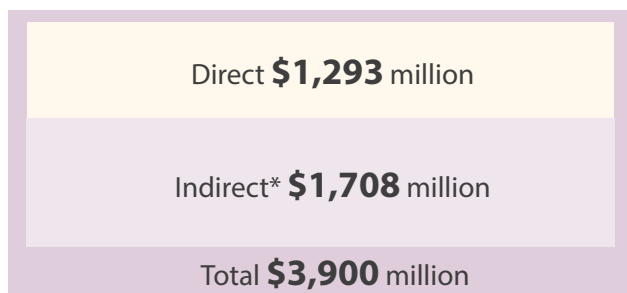 Direct $1,293 million
Indirect* $1,708 million
Total $3,900 million